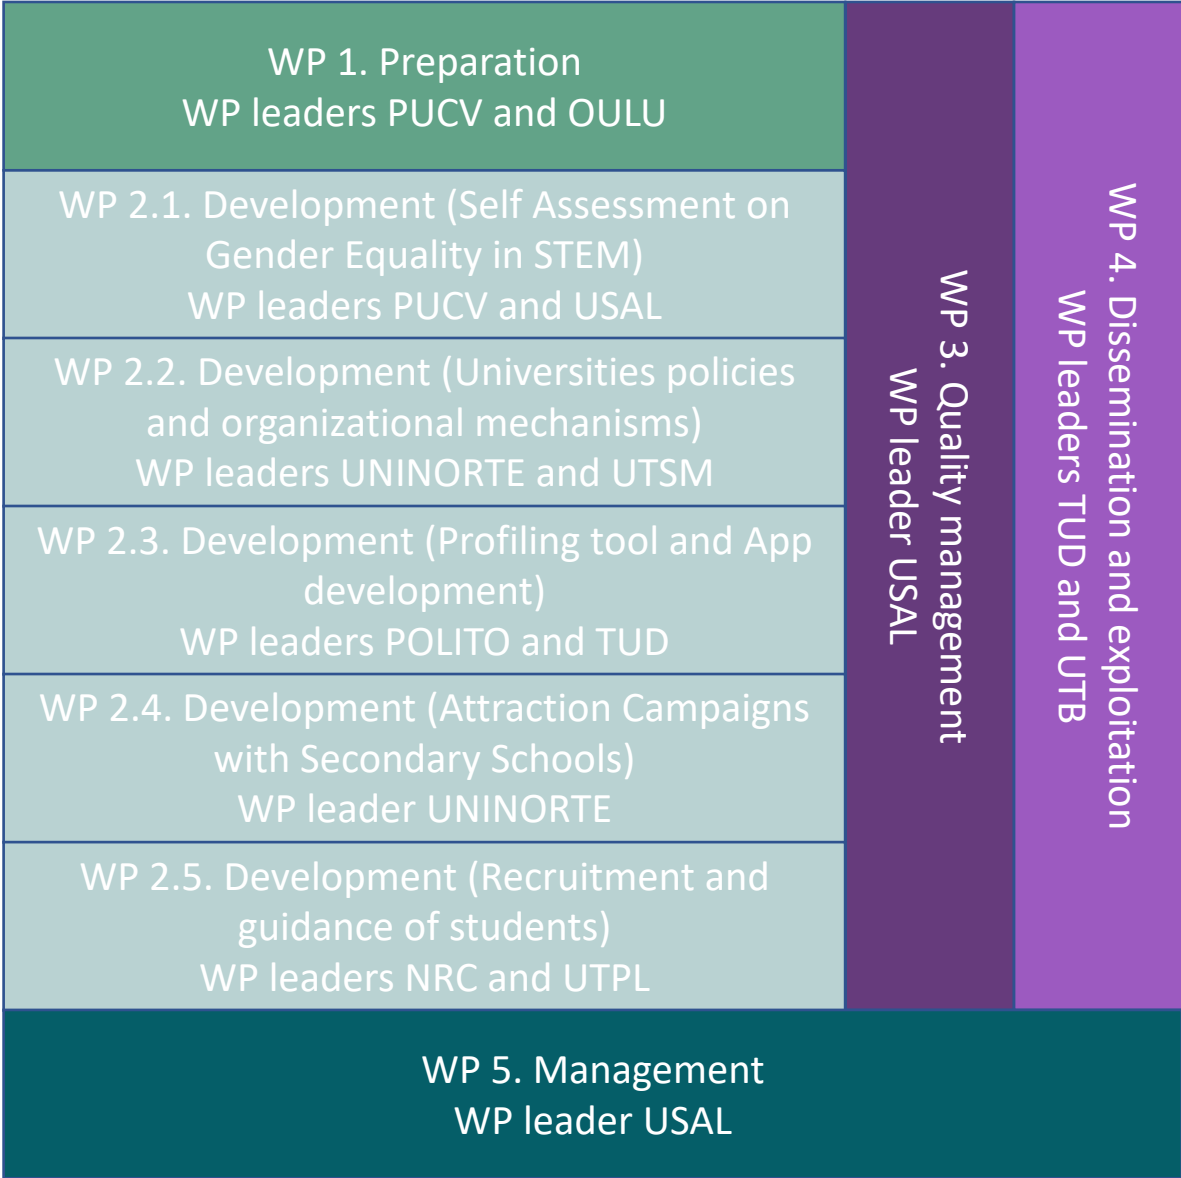 WP 1. Preparation
WP leaders PUCV and OULU
WP 2.1. Development (Self Assessment on
Gender Equality in STEM)
WP leaders PUCV and USAL
WP 2.2. Development (Universities policies
and organizational mechanisms)
WP leaders UNINORTE and UTSM
WP 2.3. Development (Profiling tool and App
development)
WP leaders POLITO and TUD
WP 2.4. Development (Attraction Campaigns
with Secondary Schools)
WP leader UNINORTE
WP 2.5. Development (Recruitment and
guidance of students)
WP leaders NRC and UTPL
WP 3. Quality management
WP leader USAL
WP 4. Dissemination and exploitation
WP leaders TUD and UTB
WP 5. Management
WP leader USAL